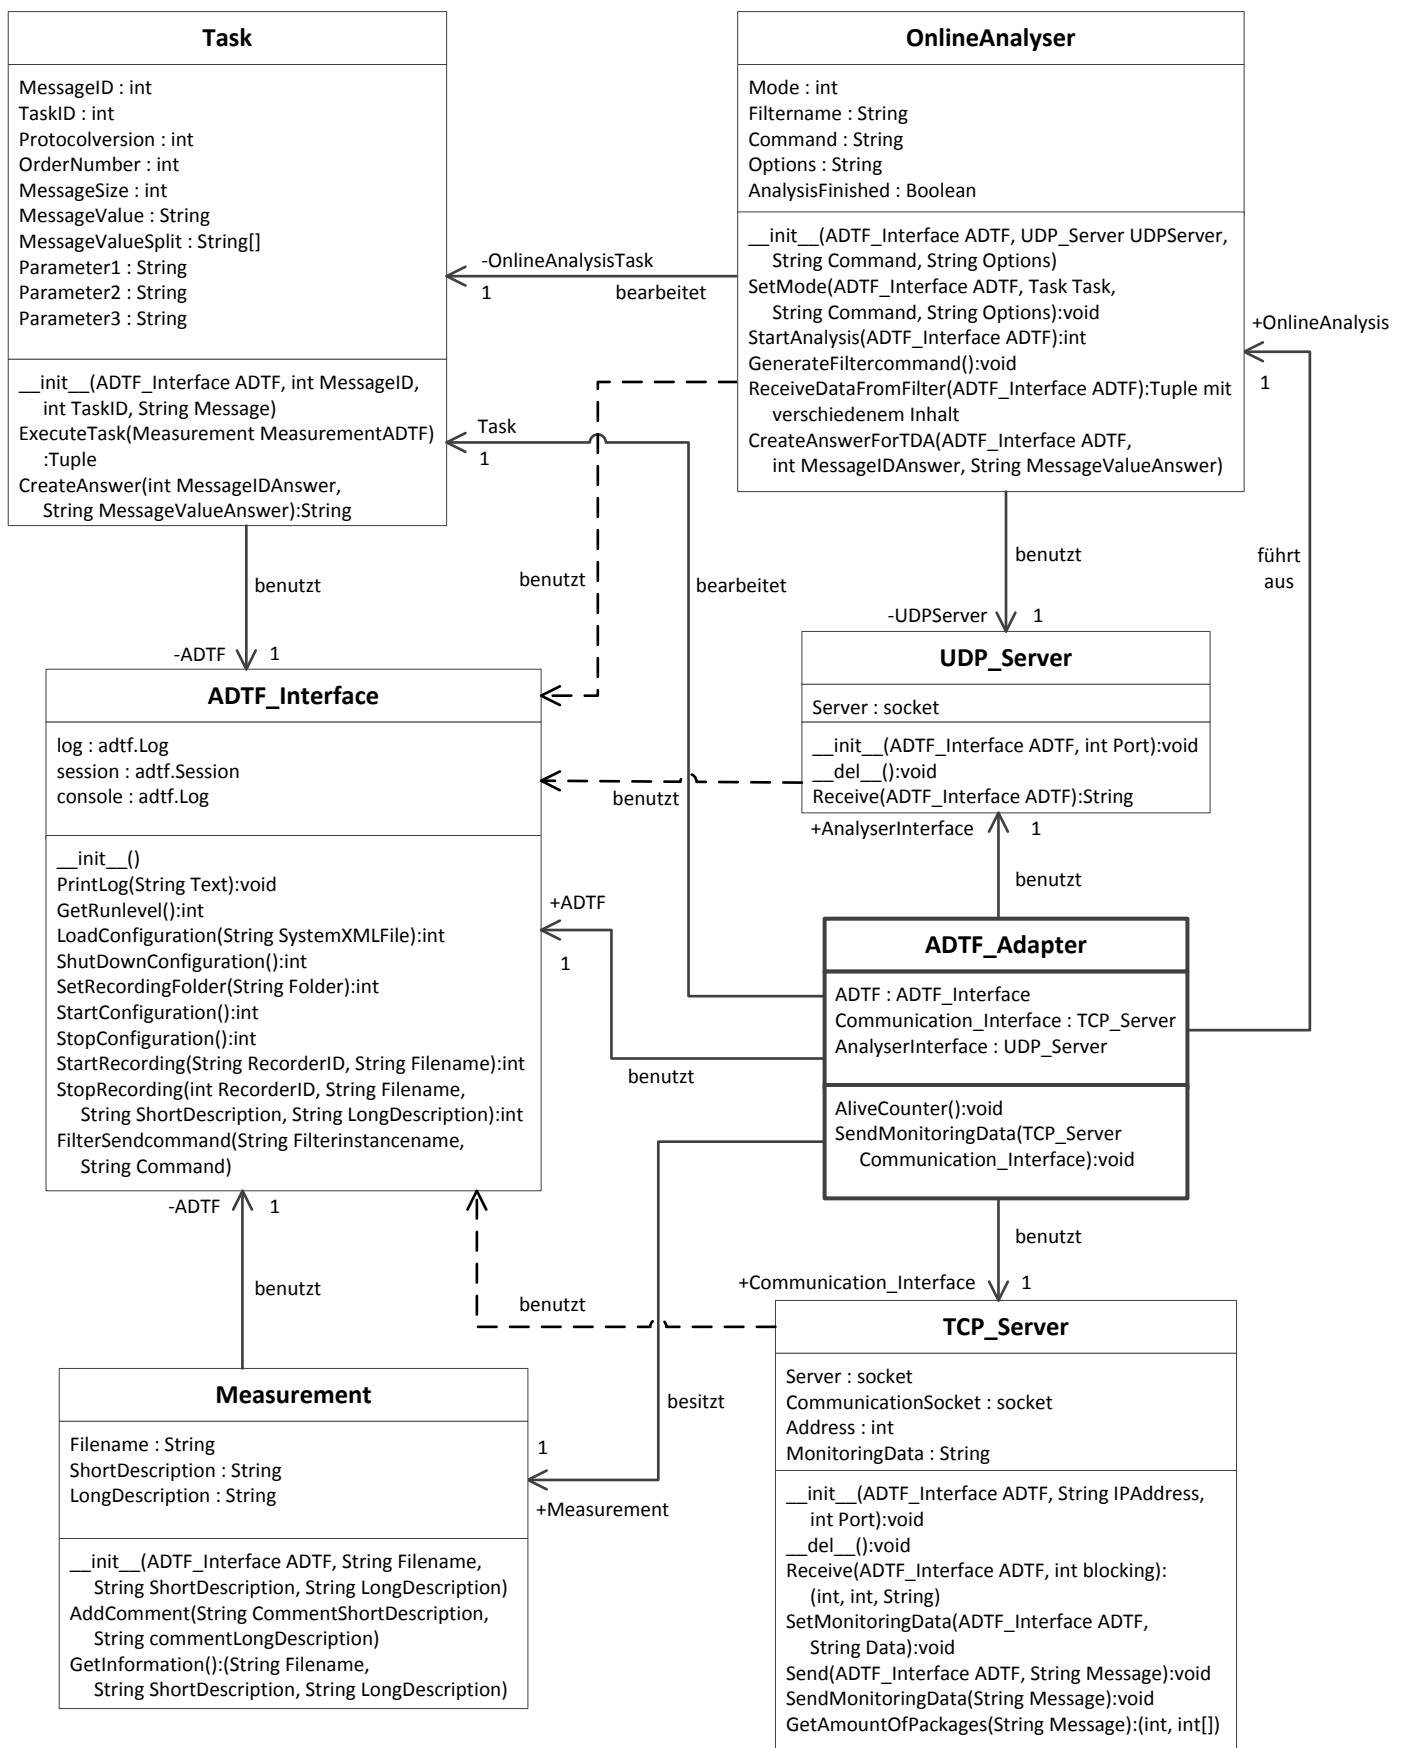 Task
MessageID : int
TaskID : int
Protocolversion : int
OrderNumber : int
MessageSize : int
MessageValue : String
MessageValueSplit : String[]
Parameter1 : String
Parameter2 : String
Parameter3 : String
__init__(ADTF_Interface ADTF, int MessageID,
int TaskID, String Message)
ExecuteTask(Measurement MeasurementADTF)
:Tuple
CreateAnswer(int MessageIDAnswer,
String MessageValueAnswer):String
OnlineAnalyser
Mode : int
Filtername : String
Command : String
Options : String
AnalysisFinished : Boolean
__init__(ADTF_Interface ADTF, UDP_Server UDPServer,
String Command, String Options)
SetMode(ADTF_Interface ADTF, Task Task,
String Command, String Options):void
StartAnalysis(ADTF_Interface ADTF):int
GenerateFiltercommand():void
ReceiveDataFromFilter(ADTF_Interface ADTF):Tuple mit
verschiedenem Inhalt
CreateAnswerForTDA(ADTF_Interface ADTF,
int MessageIDAnswer, String MessageValueAnswer)
-OnlineAnalysisTask
1
bearbeitet
Task
1
bearbeitet
+OnlineAnalysis
1
führt
aus
benutzt
-ADTF
1
benutzt
benutzt
-UDPServer
1
ADTF_Interface
log : adtf.Log
session : adtf.Session
console : adtf.Log
__init__()
PrintLog(String Text):void
GetRunlevel():int
LoadConfiguration(String SystemXMLFile):int
ShutDownConfiguration():int
SetRecordingFolder(String Folder):int
StartConfiguration():int
StopConfiguration():int
StartRecording(String RecorderID, String Filename):int
StopRecording(int RecorderID, String Filename,
String ShortDescription, String LongDescription):int
FilterSendcommand(String Filterinstancename,
String Command)
UDP_Server
Server : socket
__init__(ADTF_Interface ADTF, int Port):void
__del__():void
Receive(ADTF_Interface ADTF):String
benutzt
+AnalyserInterface
1
benutzt
+ADTF
1
benutzt
ADTF_Adapter
ADTF : ADTF_Interface
Communication_Interface : TCP_Server
AnalyserInterface : UDP_Server
AliveCounter():void
SendMonitoringData(TCP_Server
Communication_Interface):void
-ADTF
1
benutzt
benutzt
benutzt
+Communication_Interface
1
besitzt
1
+Measurement
Measurement
Filename : String
ShortDescription : String
LongDescription : String
__init__(ADTF_Interface ADTF, String Filename,
String ShortDescription, String LongDescription)
AddComment(String CommentShortDescription,
String commentLongDescription)
GetInformation():(String Filename,
String ShortDescription, String LongDescription)
TCP_Server
Server : socket
CommunicationSocket : socket
Address : int
MonitoringData : String
__init__(ADTF_Interface ADTF, String IPAddress,
int Port):void
__del__():void
Receive(ADTF_Interface ADTF, int blocking):
(int, int, String)
SetMonitoringData(ADTF_Interface ADTF,
String Data):void
Send(ADTF_Interface ADTF, String Message):void
SendMonitoringData(String Message):void
GetAmountOfPackages(String Message):(int, int[])